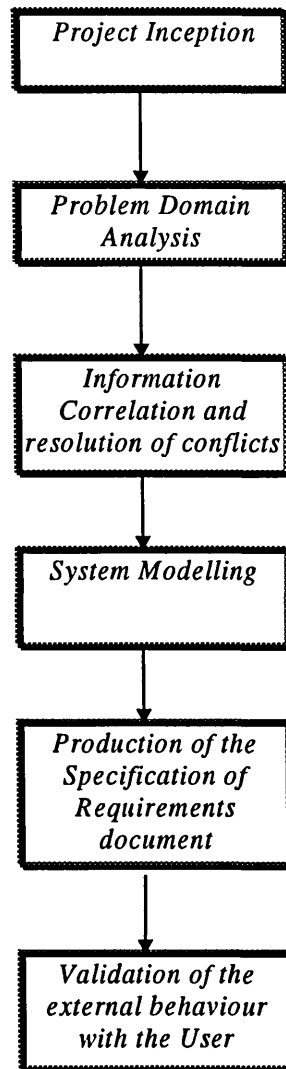 Project Inception
Problem Domain
Analysis
Information
Correlation and
resolution of conflicts
System Modelling
Production of the
Specification of
Requirements
document
Validation of the
external behaviour
with the User